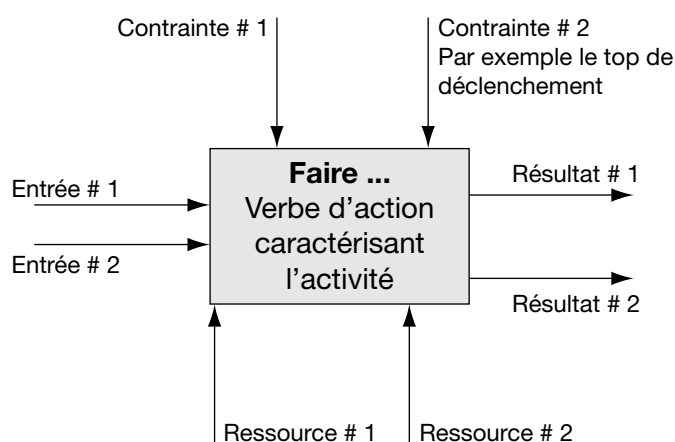 Contrainte # 1
Contrainte # 2
Par exemple le top de
déclenchement
Entrée # 1
Entrée # 2
Faire ...
Verbe d’action
caractérisant
l’activité
Résultat # 1
Résultat # 2
Ressource # 1
Ressource # 2